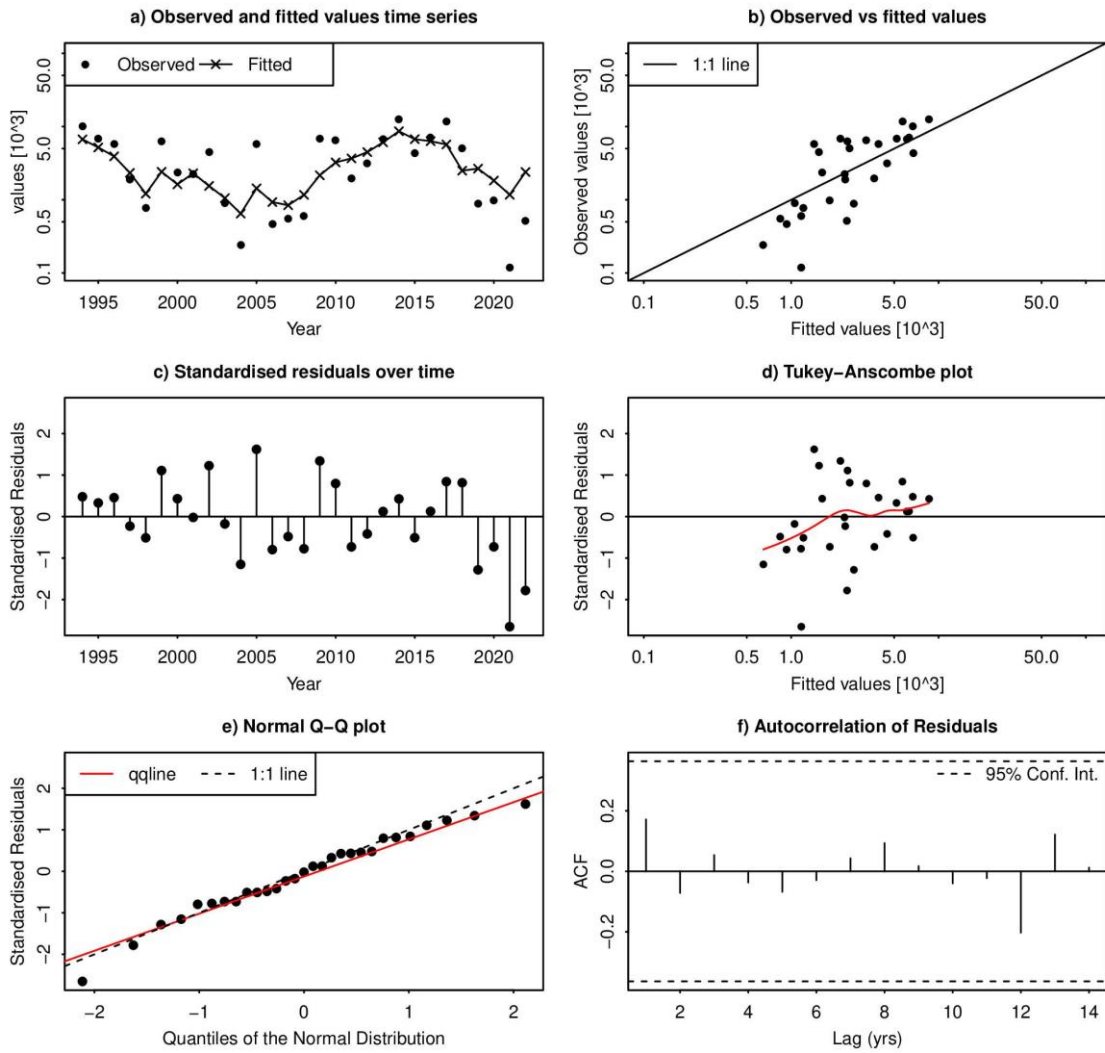 a) Observed and fitted values time series
Observed
Fitted
values [10^3]
50.0
5.0
0.5
0.1
1995 2000 2005 2010 2015 2020
Year
b) Observed vs fitted values
1:1 line
Observed values [10^3]
50.0
5.0
0.5
0.1
0.1 0.5 1.0 5.0 50.0
Fitted values [10^3]
c) Standardised residuals over time
Standardised Residuals
2
1
0
−1
−2
1995 2000 2005 2010 2015 2020
Year
d) Tukey−Anscombe plot
Standardised Residuals
2
1
0
−1
−2
0.1 0.5 1.0 5.0 50.0
Fitted values [10^3]
e) Normal Q−Q plot
qqline
1:1 line
Standardised Residuals
2
1
0
−1
−2
−2 −1 0 1 2
Quantiles of the Normal Distribution
f) Autocorrelation of Residuals
95% Conf. Int.
ACF
0.2
0.0
−0.2
2 4 6 8 10 12 14
Lag (yrs)